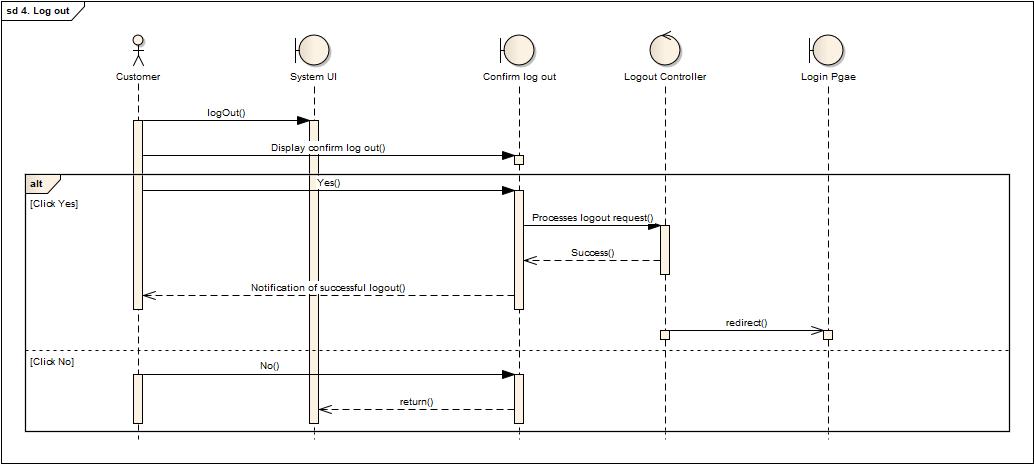 sd 4. Log out
Customer
System UI
Confirm log out
Logout Controller
Login Pgae
logOut()
Display confirm log out()
alt
Yes()
[Click Yes]
Processes logout request()
Success()
Notification of successful logout()
redirect()
[Click No]
No()
return()